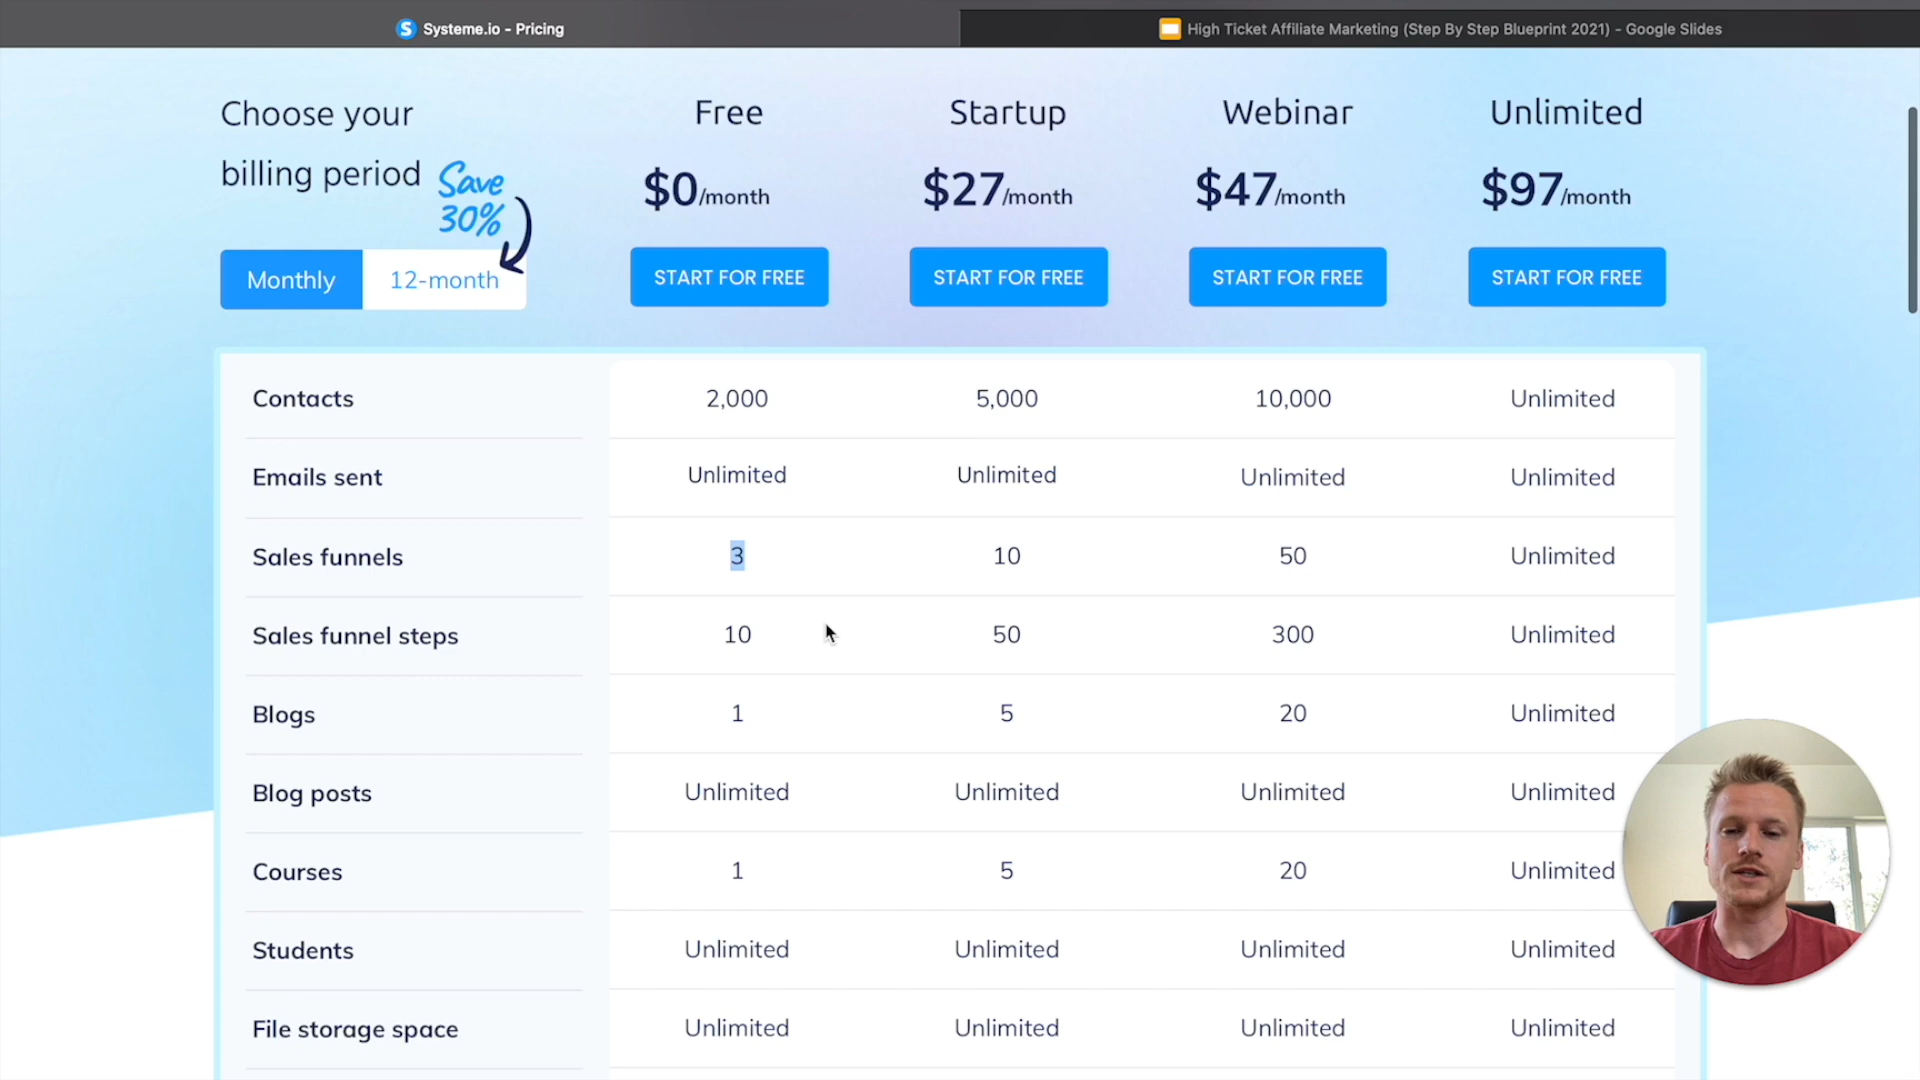 Systeme.io - Pricing
High Ticket Affiliate Marketing (Step By Step Blueprint 2021) - Google Slides
Choose your
billing period
Save
30%
Monthly
12-month
Free
Startup
Webinar
Unlimited
$0/month
$27/month
$47/month
$97/month
START FOR FREE
START FOR FREE
START FOR FREE
START FOR FREE
Contacts 2,000 5,000 10,000 Unlimited
Emails sent Unlimited Unlimited Unlimited Unlimited
Sales funnels 3 10 50 Unlimited
Sales funnel steps 10 50 300 Unlimited
Blogs 1 5 20 Unlimited
Blog posts Unlimited Unlimited Unlimited Unlimited
Courses 1 5 20 Unlimited
Students Unlimited Unlimited Unlimited Unlimited
File storage space Unlimited Unlimited Unlimited Unlimited